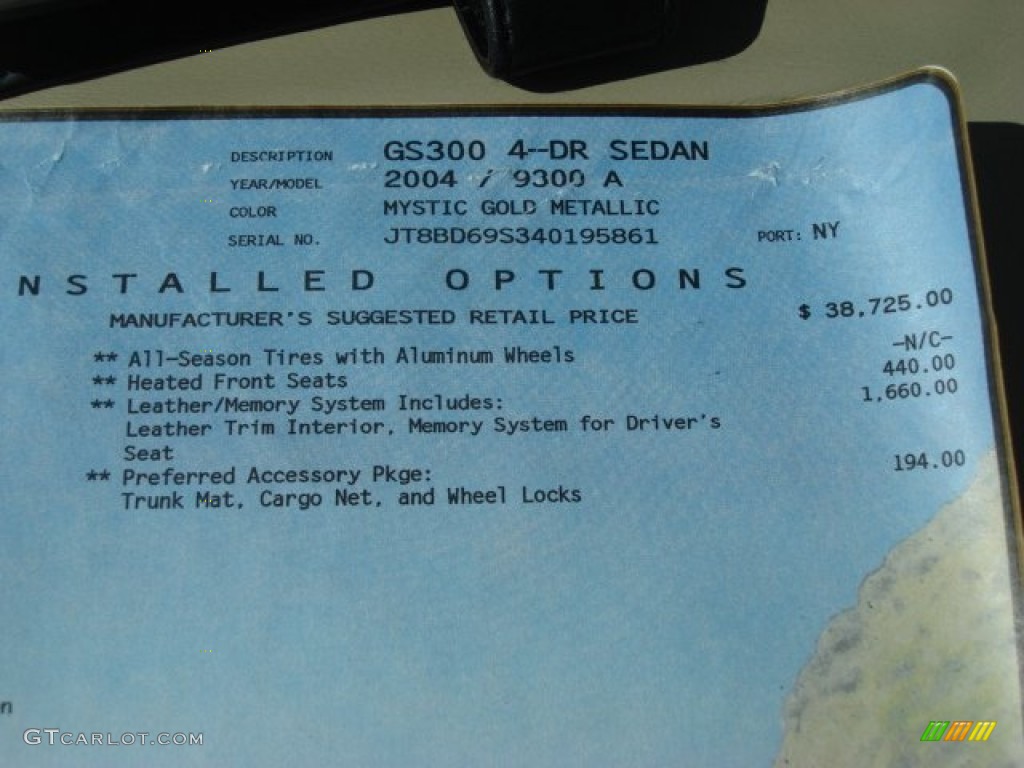 DESCRIPTION GS300 4--DR SEDAN
YEAR/MODEL 2004 / 9300 A
COLOR MYSTIC GOLD METALLIC
SERIAL NO. JT8BD69S340195861 PORT: NY
NSTALLED OPTIONS
MANUFACTURER'S SUGGESTED RETAIL PRICE $ 38,725.00
** All-Season Tires with Aluminum Wheels -N/C-
** Heated Front Seats 440.00
** Leather/Memory System Includes: 1,660.00
Leather Trim Interior, Memory System for Driver's
Seat
** Preferred Accessory Pkge: 194.00
Trunk Mat, Cargo Net, and Wheel Locks
n
GTCARLOT.COM